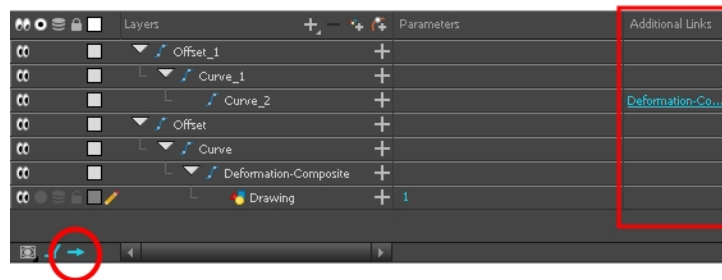 Layers Parameters Additional Links
Offset_1
Curve_1
Curve_2 Deformation-Co...
Offset
Curve
Deformation-Composite
Drawing 1